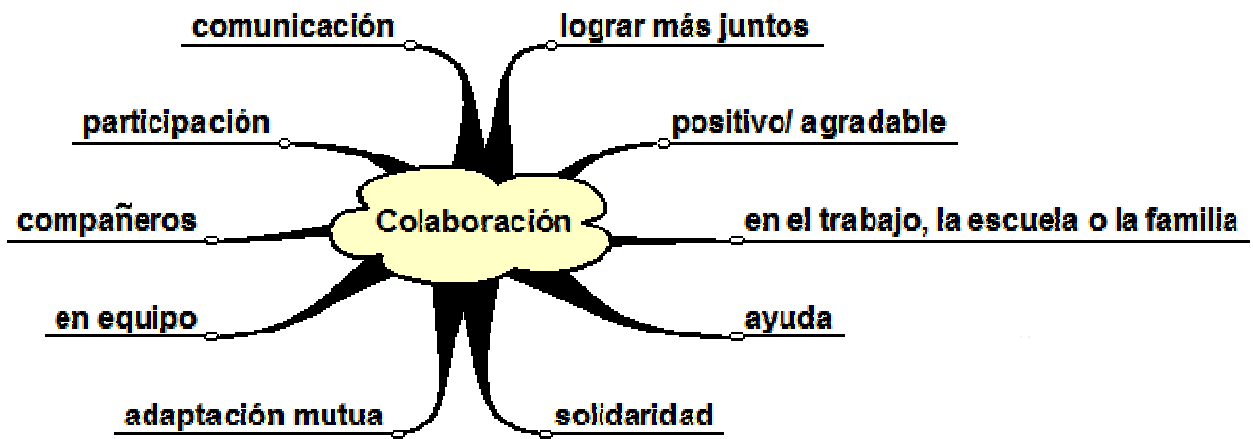 comunicación
lograr más juntos
participación
positivo/ agradable
compañeros
Colaboración
en el trabajo, la escuela o la familia
en equipo
ayuda
adaptación mutua
solidaridad